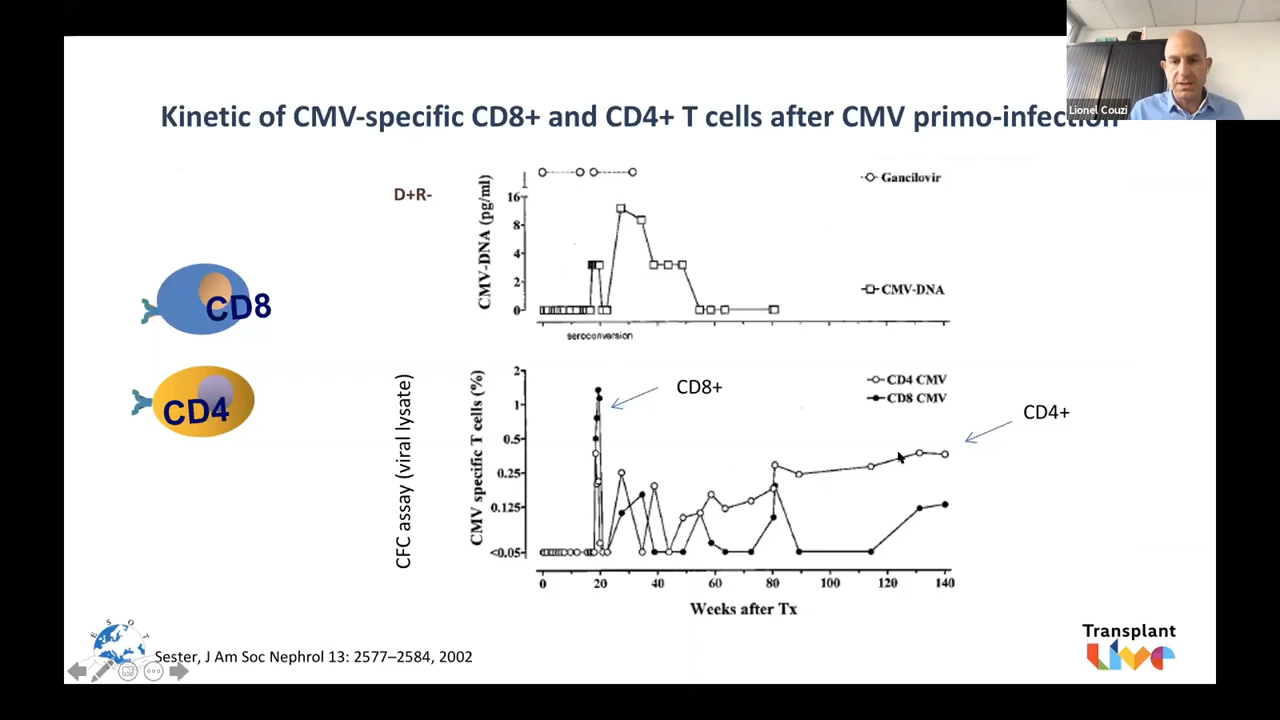 Lionel Couzi
Kinetic of CMV-specific CD8+ and CD4+ T cells after CMV primo-infection
D+R-
Gancilovir
CMV-DNA (pg/ml)
16
8
4
2
0
CMV-DNA
seroconversion
CD8
CD4
CFC assay (viral lysate)
CMV specific T cells (%)
2
1
0.5
0.25
0.125
<0.05
CD8+
CD4 CMV
CD8 CMV
CD4+
0 20 40 60 80 100 120 140
Weeks after Tx
E S O T
Sester, J Am Soc Nephrol 13: 2577–2584, 2002
Transplant
Live